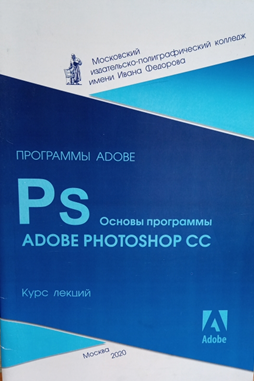 Московский
издательско-полиграфический колледж
имени Ивана Федорова
ПРОГРАММЫ ADOBE
Ps Основы программы
ADOBE PHOTOSHOP CC
Курс лекций
Adobe
Москва
2020